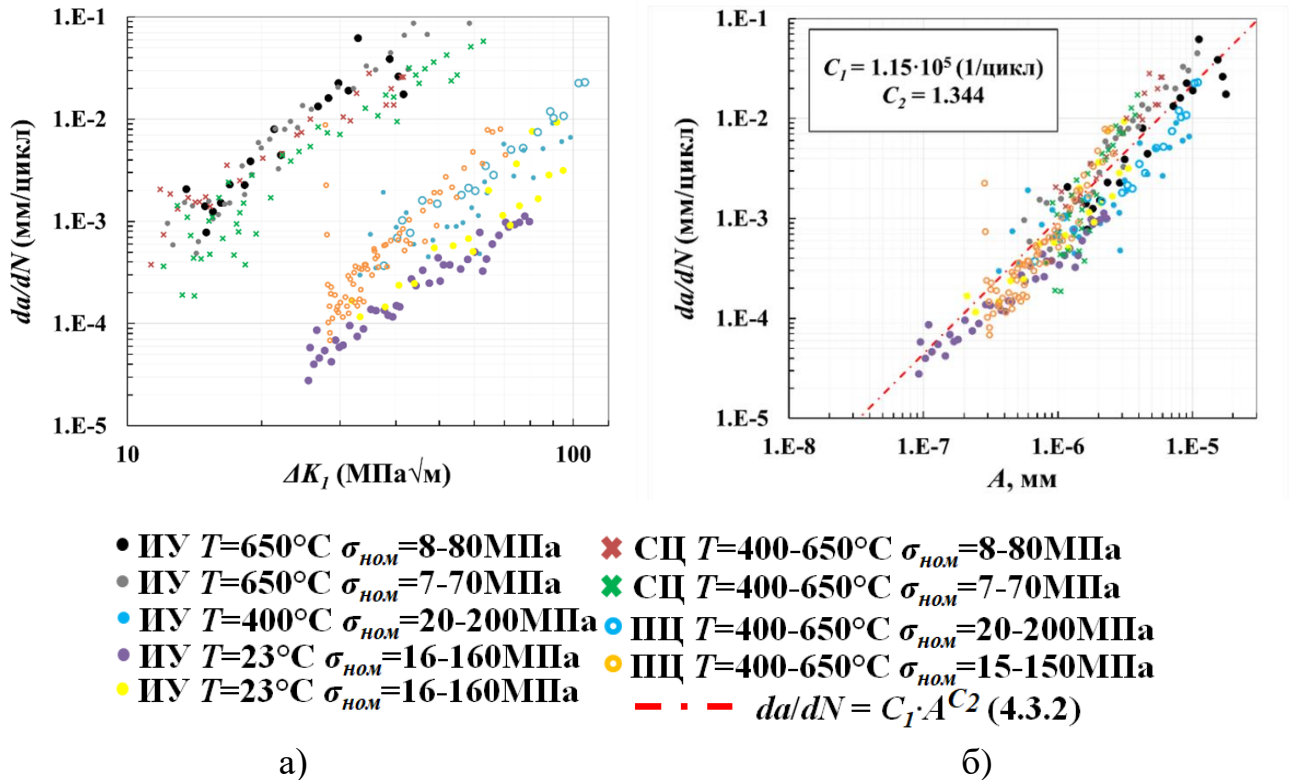 1.E-1
1.E-2
1.E-3
1.E-4
1.E-5
da/dN (мм/цикл)
10
100
ΔK₁ (МПа√м)
1.E-1
1.E-2
1.E-3
1.E-4
1.E-5
da/dN (мм/цикл)
C₁ = 1.15·10⁵ (1/цикл)
C₂ = 1.344
1.E-8
1.E-7
1.E-6
1.E-5
A, мм
ИУ T=650°C σном=8-80МПа
ИУ T=650°C σном=7-70МПа
ИУ T=400°C σном=20-200МПа
ИУ T=23°C σном=16-160МПа
ИУ T=23°C σном=16-160МПа
СЦ T=400-650°C σном=8-80МПа
СЦ T=400-650°C σном=7-70МПа
ПЦ T=400-650°C σном=20-200МПа
ПЦ T=400-650°C σном=15-150МПа
da/dN = C₁·A^C2 (4.3.2)
а)
б)